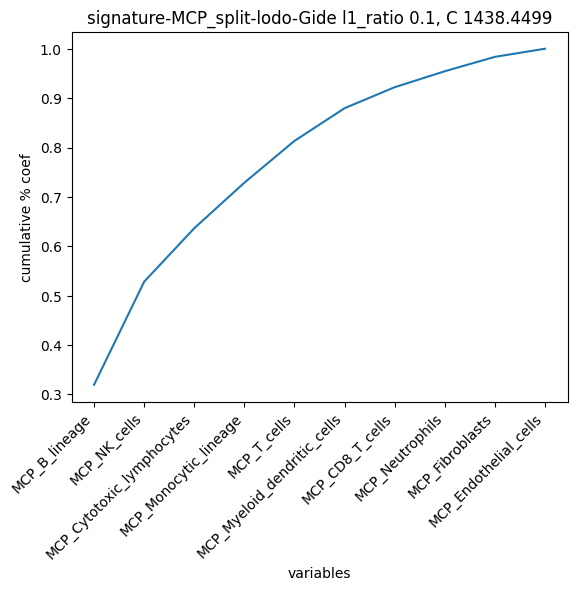 signature-MCP_split-lodo-Gide l1_ratio 0.1, C 1438.4499
cumulative % coef
1.0
0.9
0.8
0.7
0.6
0.5
0.4
0.3
MCP_B_lineage
MCP_NK_cells
MCP_Cytotoxic_lymphocytes
MCP_Monocytic_lineage
MCP_T_cells
MCP_Myeloid_dendritic_cells
MCP_CD8_T_cells
MCP_Neutrophils
MCP_Fibroblasts
MCP_Endothelial_cells
variables